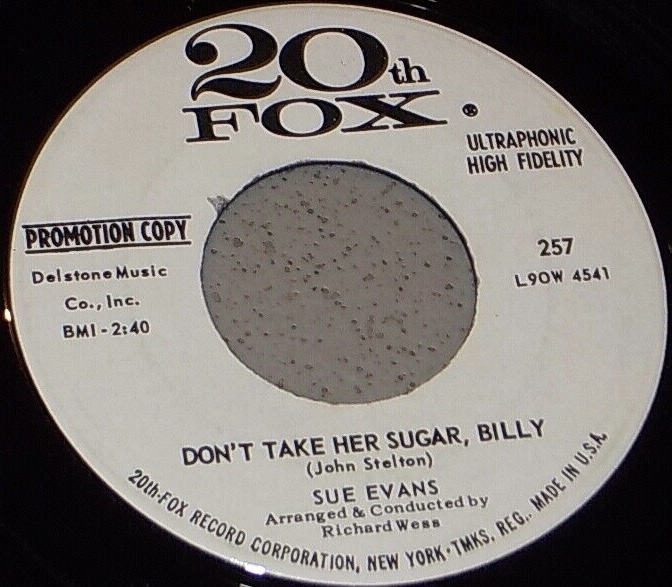 20th
FOX ®
ULTRAPHONIC
HIGH FIDELITY
PROMOTION COPY
Delstone Music
Co., Inc.
BMI - 2:40
257
L9OW 4541
DON'T TAKE HER SUGAR, BILLY
(John Stelton)
SUE EVANS
Arranged & Conducted by
Richard Wess
20th-FOX RECORD CORPORATION, NEW YORK • TMKS. REG., MADE IN U.S.A.